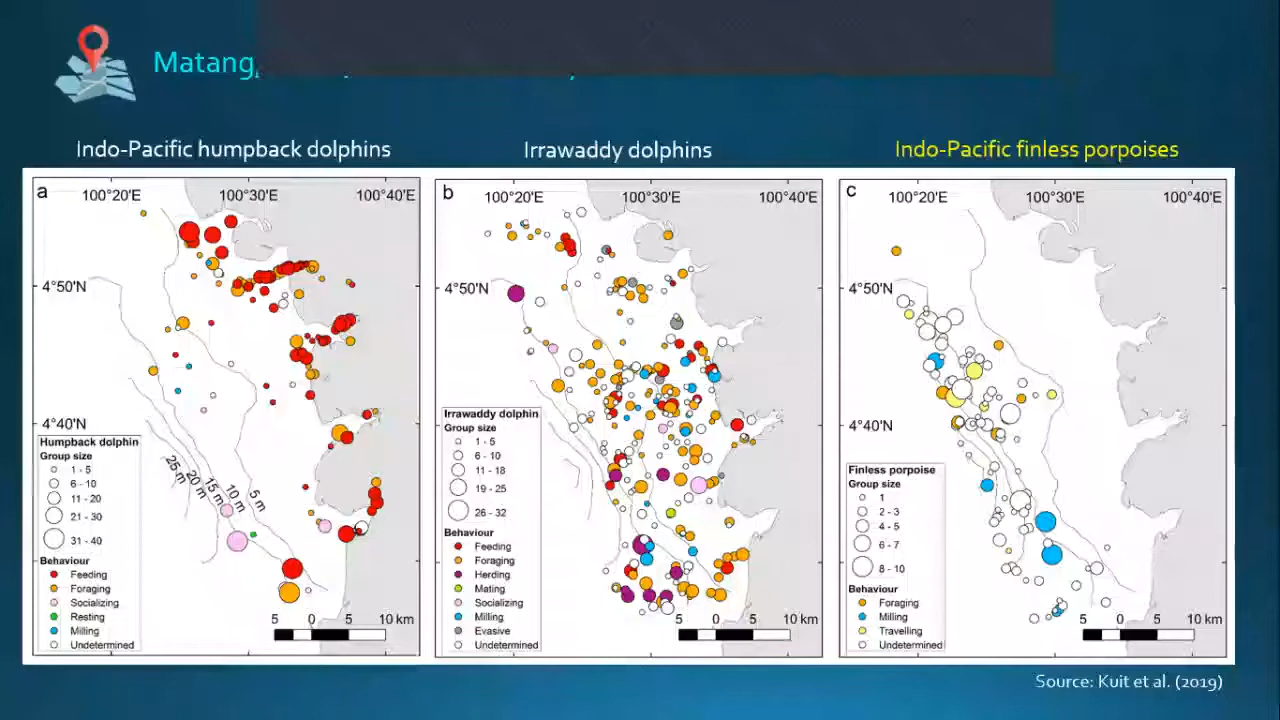 Matang,
Indo-Pacific humpback dolphins
Irrawaddy dolphins
Indo-Pacific finless porpoises
a
100°20'E
100°30'E
100°40'E
4°50'N
4°40'N
Humpback dolphin
Group size
1 - 5
6 - 10
11 - 20
21 - 30
31 - 40
Behaviour
Feeding
Foraging
Socializing
Resting
Milling
Undetermined
25 m
20 m
15 m
10 m
5 m
5 0 5 10 km
b
100°20'E
100°30'E
100°40'E
4°50'N
Irrawaddy dolphin
Group size
1 - 5
6 - 10
11 - 18
19 - 25
26 - 32
Behaviour
Feeding
Foraging
Herding
Mating
Socializing
Milling
Evasive
Undetermined
5 0 5 10 km
c
100°20'E
100°30'E
100°40'E
4°50'N
4°40'N
Finless porpoise
Group size
1
2 - 3
4 - 5
6 - 7
8 - 10
Behaviour
Foraging
Milling
Travelling
Undetermined
5 0 5 10 km
Source: Kuit et al. (2019)